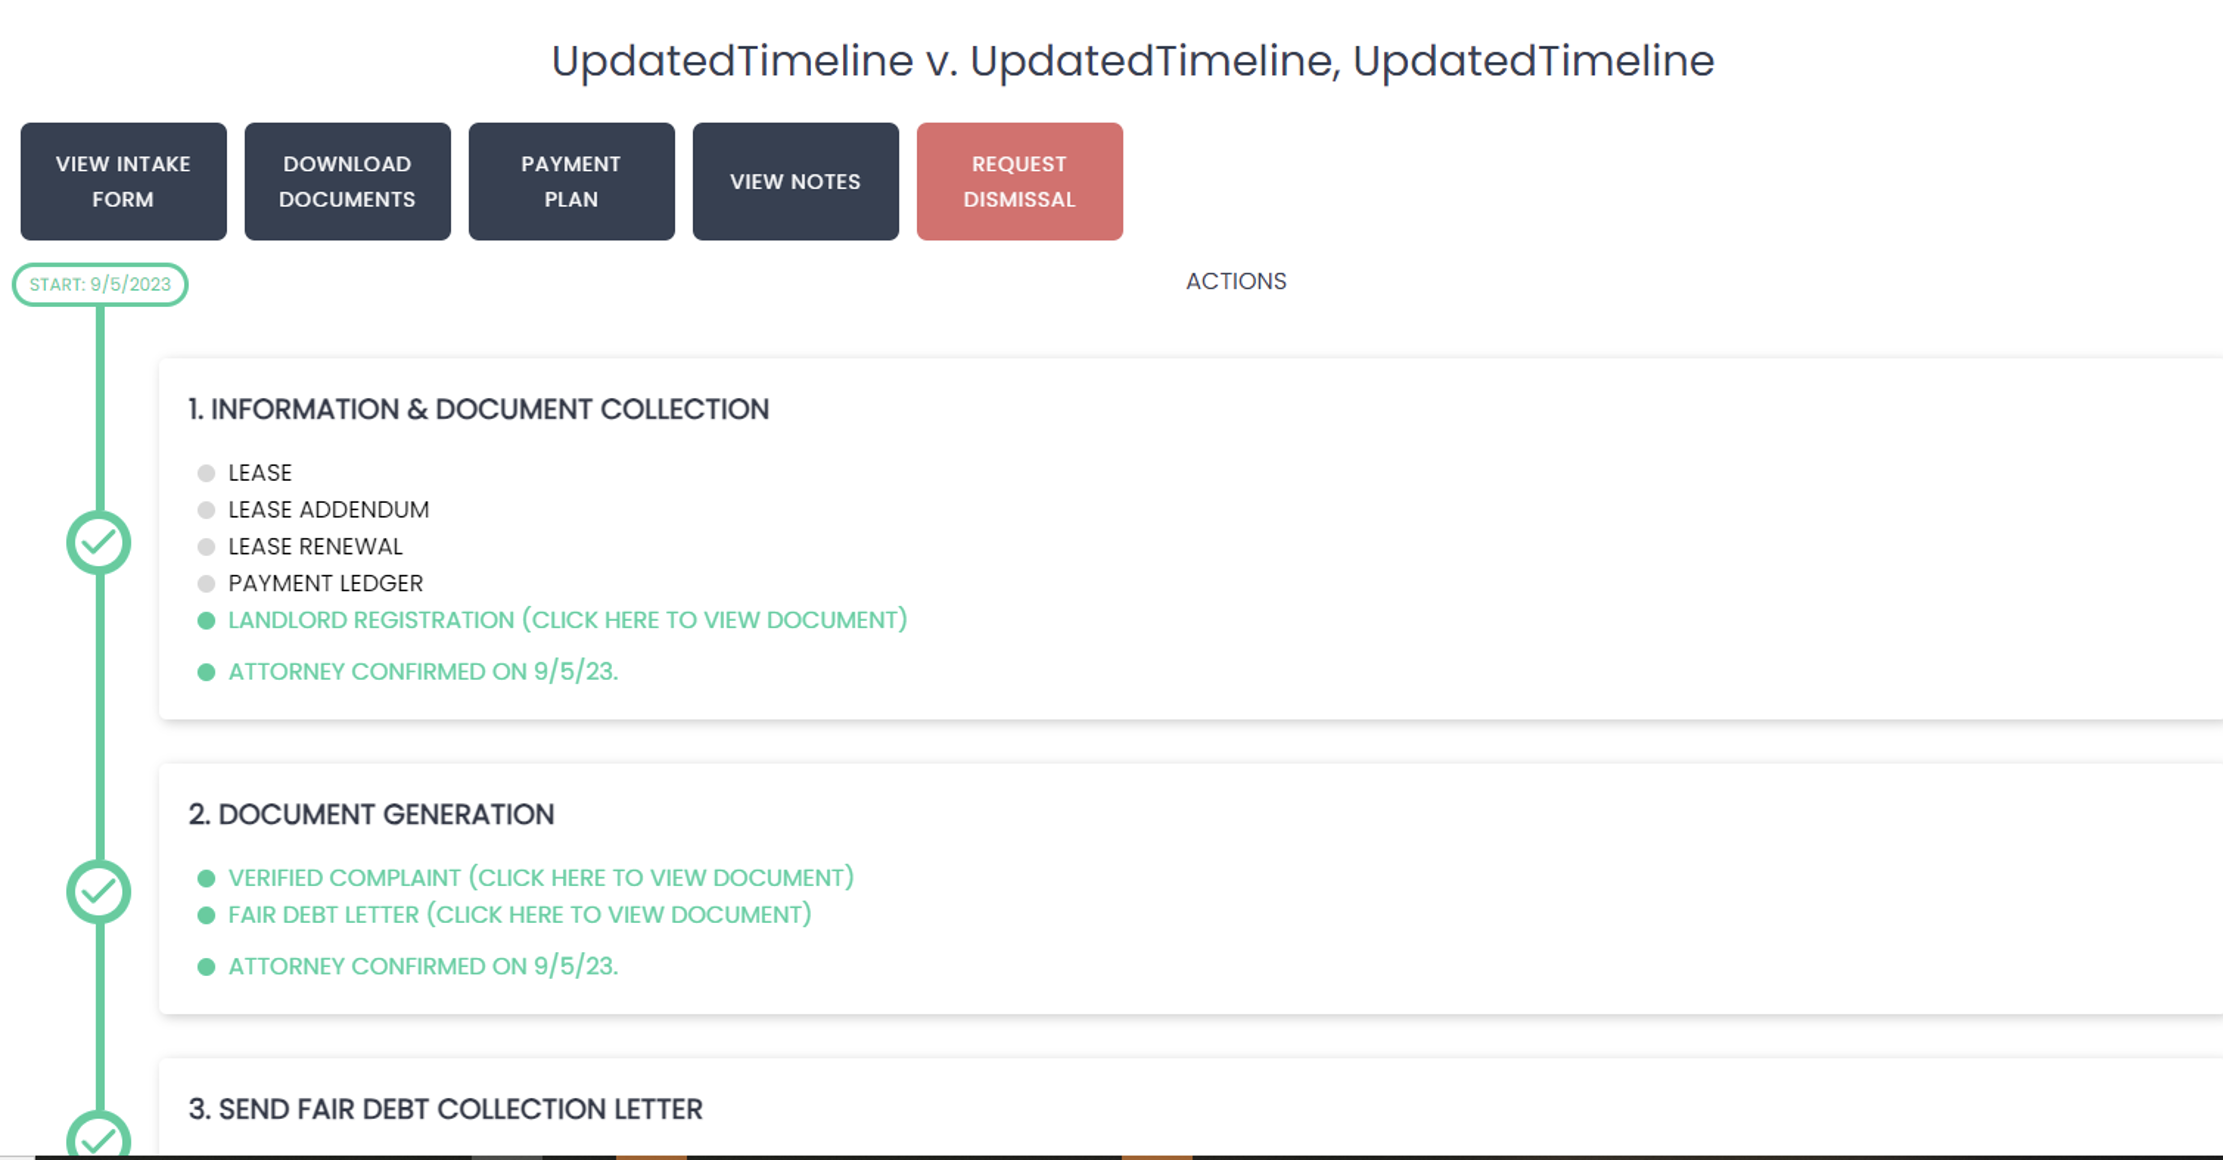 UpdatedTimeline v. UpdatedTimeline, UpdatedTimeline
VIEW INTAKE
FORM
DOWNLOAD
DOCUMENTS
PAYMENT
PLAN
VIEW NOTES
REQUEST
DISMISSAL
START: 9/5/2023
ACTIONS
1. INFORMATION & DOCUMENT COLLECTION
LEASE
LEASE ADDENDUM
LEASE RENEWAL
PAYMENT LEDGER
LANDLORD REGISTRATION (CLICK HERE TO VIEW DOCUMENT)
ATTORNEY CONFIRMED ON 9/5/23.
2. DOCUMENT GENERATION
VERIFIED COMPLAINT (CLICK HERE TO VIEW DOCUMENT)
FAIR DEBT LETTER (CLICK HERE TO VIEW DOCUMENT)
ATTORNEY CONFIRMED ON 9/5/23.
3. SEND FAIR DEBT COLLECTION LETTER